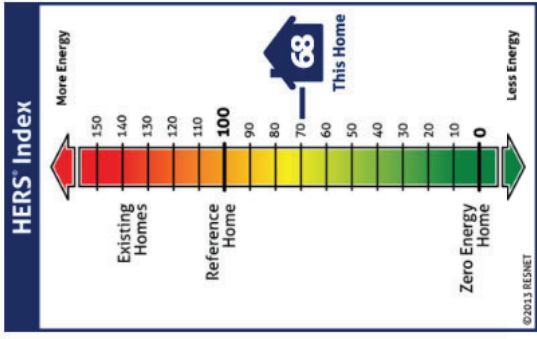 HERS® Index
More Energy
150
140
Existing Homes
130
120
110
Reference Home
100
90
80
70
68
This Home
60
50
40
30
20
10
Zero Energy Home
0
Less Energy
©2013 RESNET